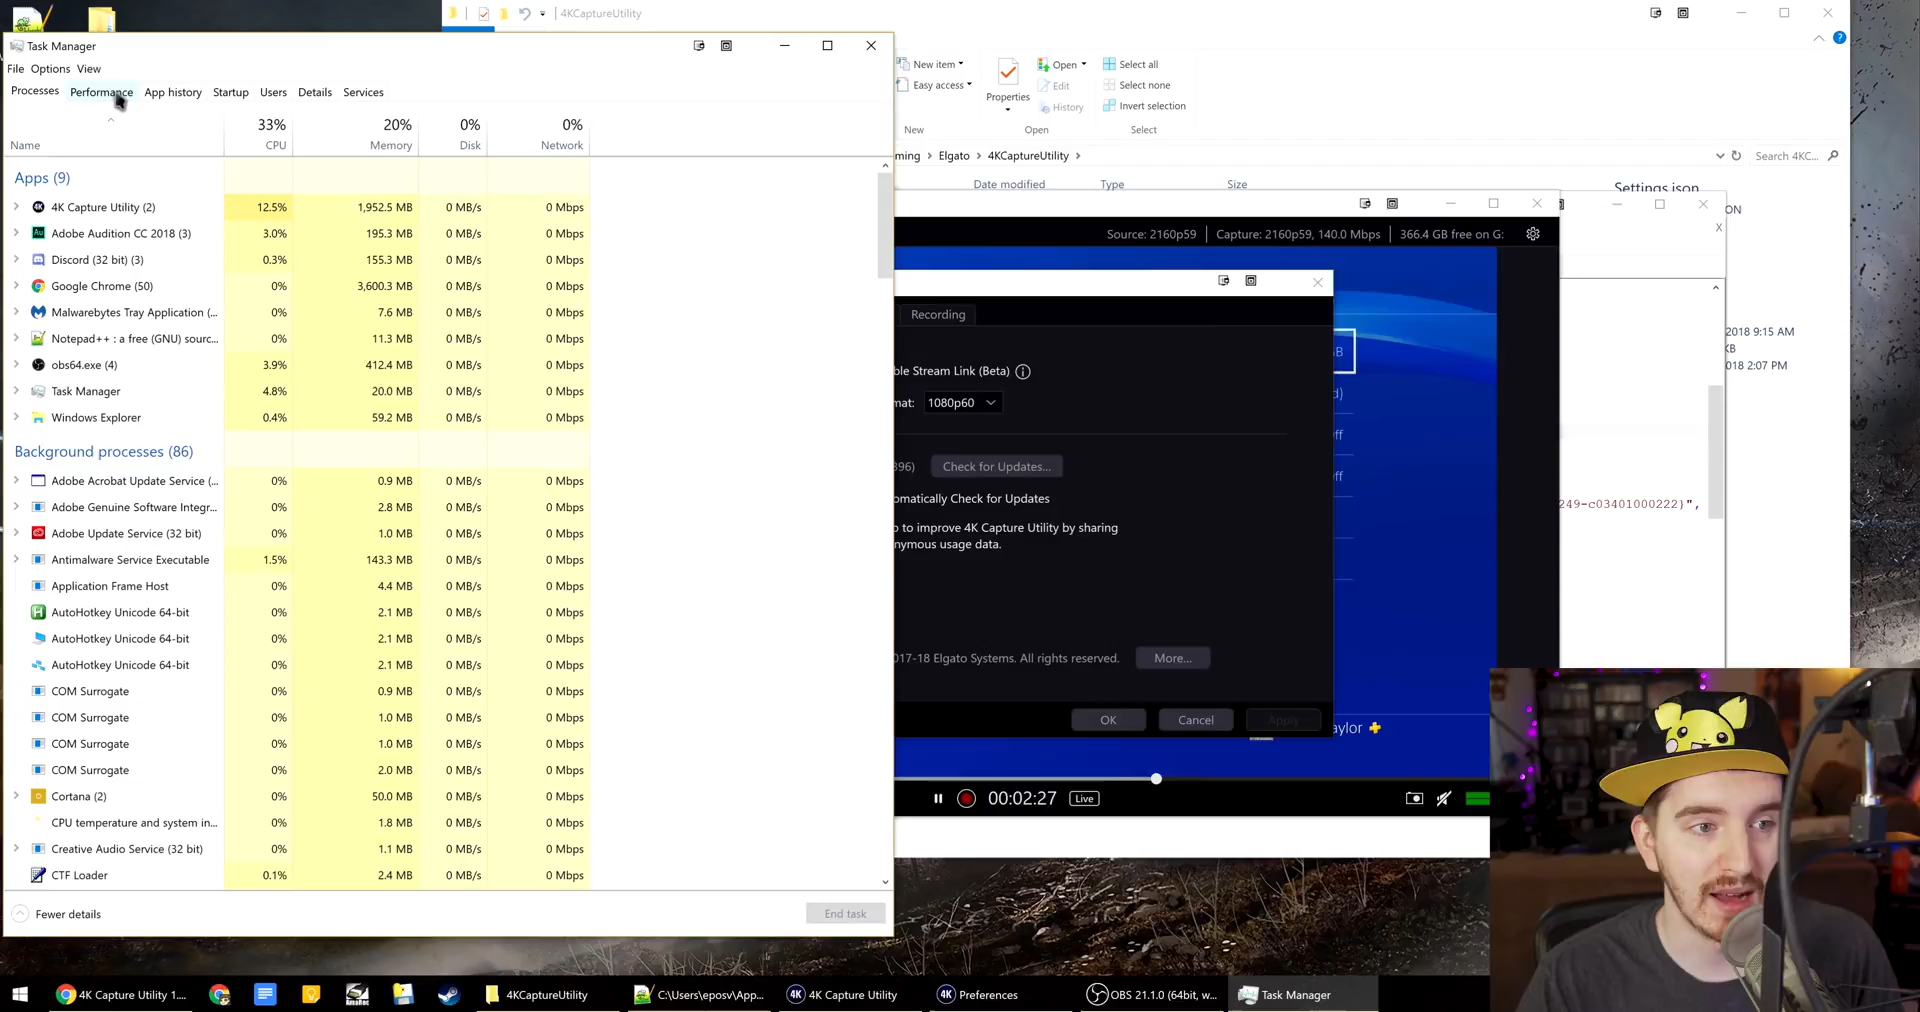 4KCaptureUtility
Task Manager
File Options View
Processes Performance App history Startup Users Details Services
33% 20% 0% 0%
Name CPU Memory Disk Network
Apps (9)
4K Capture Utility (2) 12.5% 1,952.5 MB 0 MB/s 0 Mbps
Adobe Audition CC 2018 (3) 3.0% 195.3 MB 0 MB/s 0 Mbps
Discord (32 bit) (3) 0.3% 155.3 MB 0 MB/s 0 Mbps
Google Chrome (50) 0% 3,600.3 MB 0 MB/s 0 Mbps
Malwarebytes Tray Application (... 0% 7.6 MB 0 MB/s 0 Mbps
Notepad++ : a free (GNU) sourc... 0% 11.3 MB 0 MB/s 0 Mbps
obs64.exe (4) 3.9% 412.4 MB 0 MB/s 0 Mbps
Task Manager 4.8% 20.0 MB 0 MB/s 0 Mbps
Windows Explorer 0.4% 59.2 MB 0 MB/s 0 Mbps
Background processes (86)
Adobe Acrobat Update Service (... 0% 0.9 MB 0 MB/s 0 Mbps
Adobe Genuine Software Integr... 0% 2.8 MB 0 MB/s 0 Mbps
Adobe Update Service (32 bit) 0% 1.0 MB 0 MB/s 0 Mbps
Antimalware Service Executable 1.5% 143.3 MB 0 MB/s 0 Mbps
Application Frame Host 0% 4.4 MB 0 MB/s 0 Mbps
AutoHotkey Unicode 64-bit 0% 2.1 MB 0 MB/s 0 Mbps
AutoHotkey Unicode 64-bit 0% 2.1 MB 0 MB/s 0 Mbps
AutoHotkey Unicode 64-bit 0% 2.1 MB 0 MB/s 0 Mbps
COM Surrogate 0% 0.9 MB 0 MB/s 0 Mbps
COM Surrogate 0% 1.0 MB 0 MB/s 0 Mbps
COM Surrogate 0% 1.0 MB 0 MB/s 0 Mbps
COM Surrogate 0% 2.0 MB 0 MB/s 0 Mbps
Cortana (2) 0% 50.0 MB 0 MB/s 0 Mbps
CPU temperature and system in... 0% 1.8 MB 0 MB/s 0 Mbps
Creative Audio Service (32 bit) 0% 1.1 MB 0 MB/s 0 Mbps
CTF Loader 0.1% 2.4 MB 0 MB/s 0 Mbps
Fewer details End task
New item Open Select all
Easy access Edit Select none
Properties History Invert selection
New Open Select
ming > Elgato > 4KCaptureUtility > Search 4KC...
Date modified Type Size
Settings.json
ON
Source: 2160p59 | Capture: 2160p59, 140.0 Mbps | 366.4 GB free on G:
X
Recording
2018 9:15 AM
KB
018 2:07 PM
GB
d)
ff
ff
ble Stream Link (Beta)
mat: 1080p60
396) Check for Updates...
omatically Check for Updates
249-c03401000222}",
p to improve 4K Capture Utility by sharing
nymous usage data.
017-18 Elgato Systems. All rights reserved. More...
OK Cancel Apply
aylor
00:02:27 Live
4K Capture Utility 1.... 4KCaptureUtility C:\Users\eposv\App... 4K 4K Capture Utility 4K Preferences OBS 21.1.0 (64bit, w... Task Manager